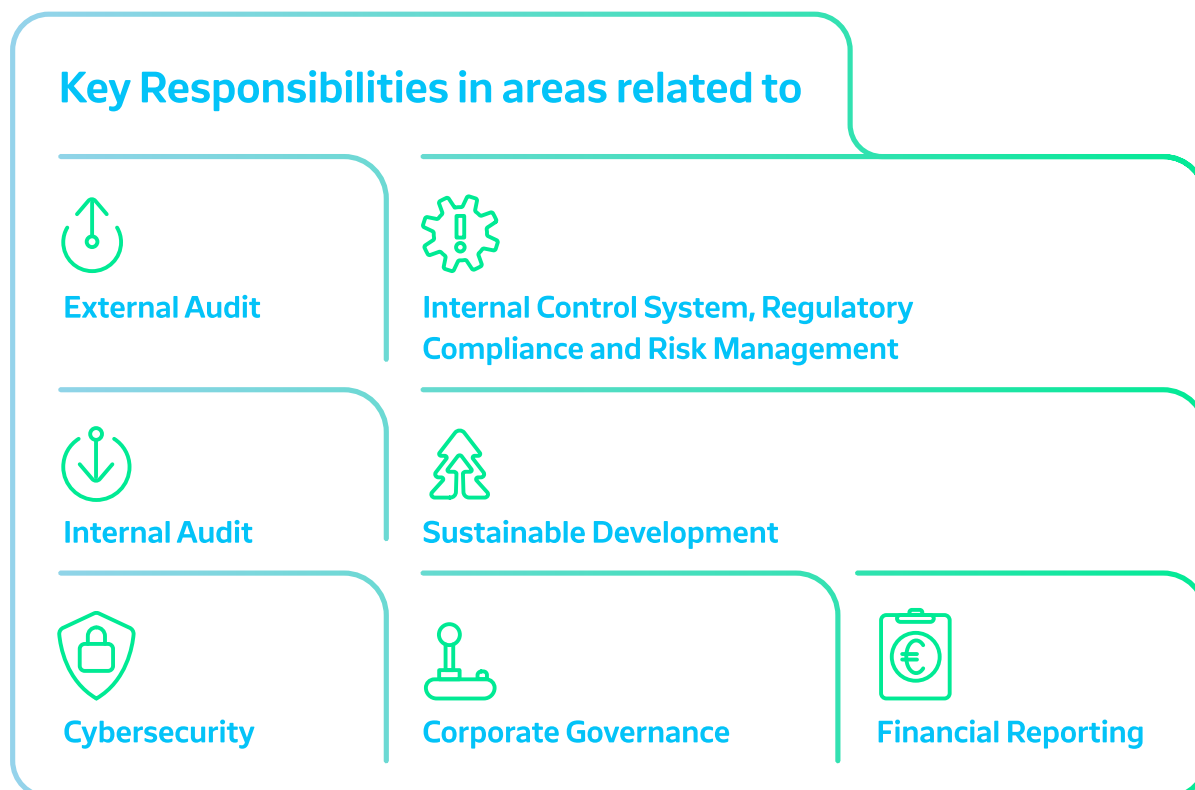 Key Responsibilities in areas related to
External Audit
Internal Control System, Regulatory
Compliance and Risk Management
Internal Audit
Sustainable Development
Cybersecurity
Corporate Governance
Financial Reporting